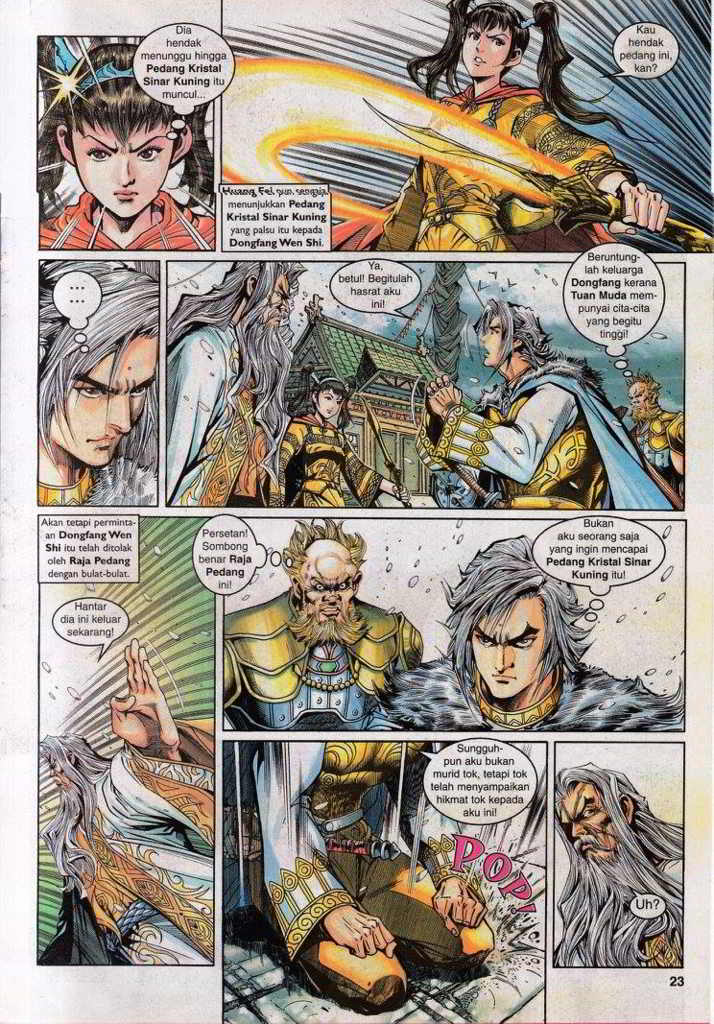 Dia
hendak
menunggu hingga
Pedang Kristal
Sinar Kuning itu
muncul...
Kau
hendak
pedang ini,
kan?
Huang Fei pun sengaja
menunjukkan Pedang
Kristal Sinar Kuning
yang palsu itu kepada
Dongfang Wen Shi.
...
...
Ya,
betul! Begitulah
hasrat aku
ini!
Beruntung-
lah keluarga
Dongfang kerana
Tuan Muda mem-
punyai cita-cita
yang begitu
tinggi!
Akan tetapi perminta-
an Dongfang Wen
Shi itu telah ditolak
oleh Raja Pedang
dengan bulat-bulat.
Hantar
dia ini keluar
sekarang!
Persetan!
Sombong
benar Raja
Pedang
ini!
Bukan
aku seorang saja
yang ingin mencapai
Pedang Kristal Sinar
Kuning itu!
Sungguh-
pun aku bukan
murid tok, tetapi tok
telah menyampaikan
hikmat tok kepada
aku ini!
POP!
Uh?
23